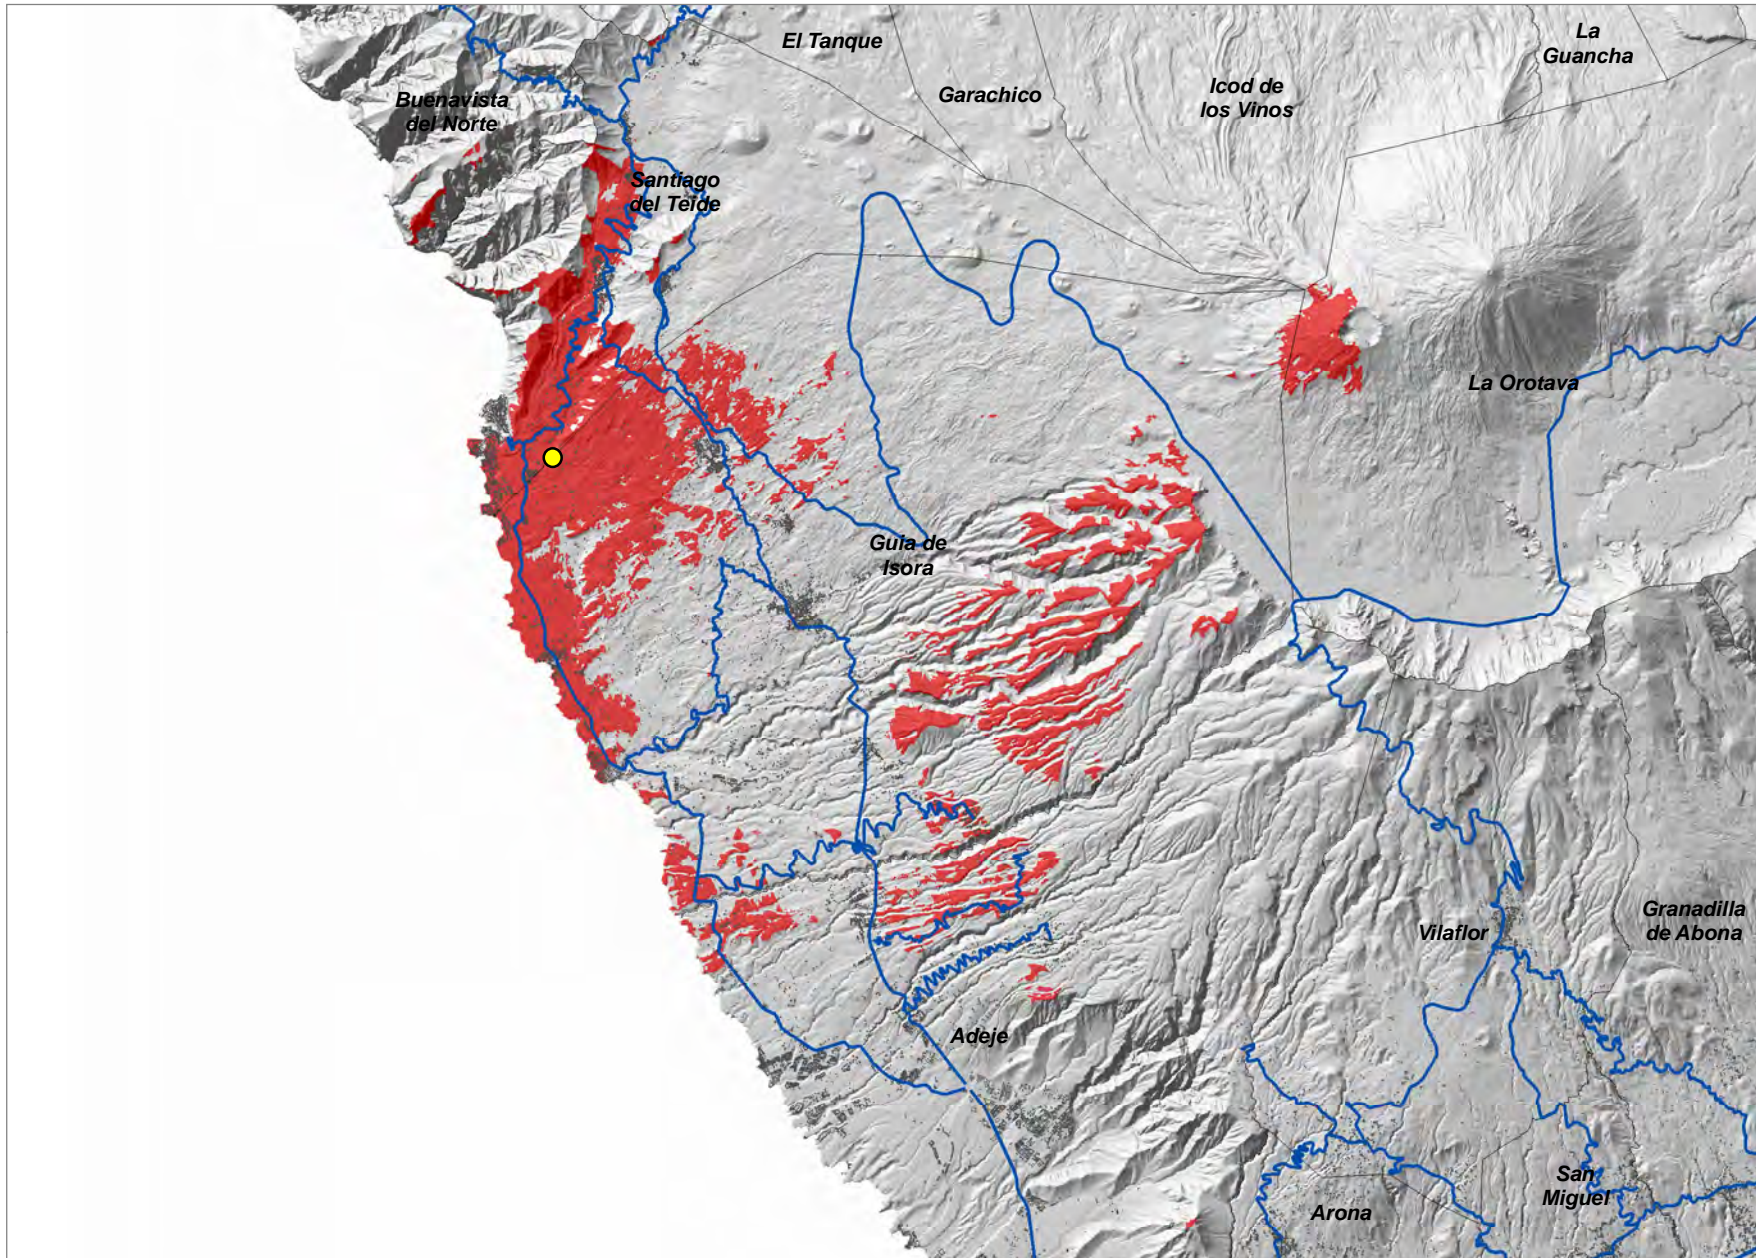 El Tanque
La
Guancha
Buenavista
del Norte
Garachico
Icod de
los Vinos
Santiago
del Teide
La Orotava
Guia de
Isora
Vilaflor
Granadilla
de Abona
Adeje
San
Miguel
Arona